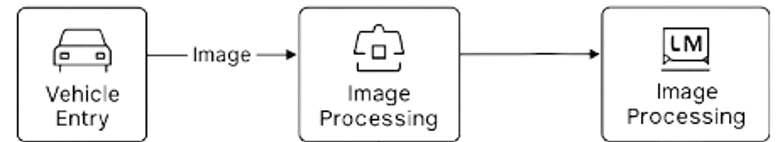 Vehicle
Entry
Image
Image
Processing
LM
Image
Processing